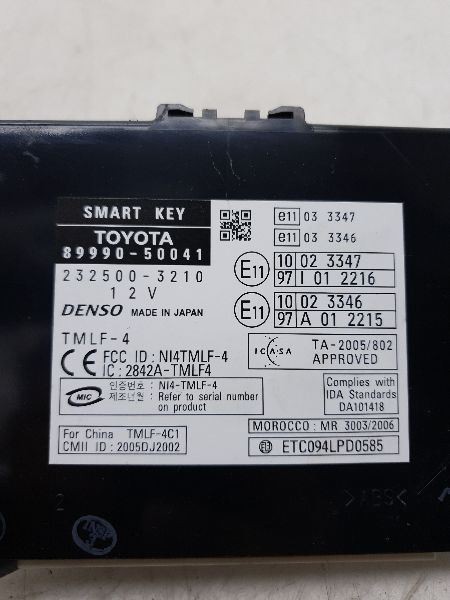 SMART KEY
TOYOTA
89990-50041
232500-3210
12V
DENSO MADE IN JAPAN
TMLF-4
CE FCC ID : NI4TMLF-4
IC : 2842A-TMLF4
MIC 인증번호 : NI4-TMLF-4
제조년월 : Refer to serial number
on product
For China TMLF-4C1
CMII ID : 2005DJ2002
e11 03 3347
e11 03 3346
E11 10 02 3347
97 I 01 2216
E11 10 02 3346
97 A 01 2215
ICASA TA-2005/802
APPROVED
Complies with
IDA Standards
DA101418
MOROCCO : MR 3003/2006
ETC094LPD0585
2
>ABS<